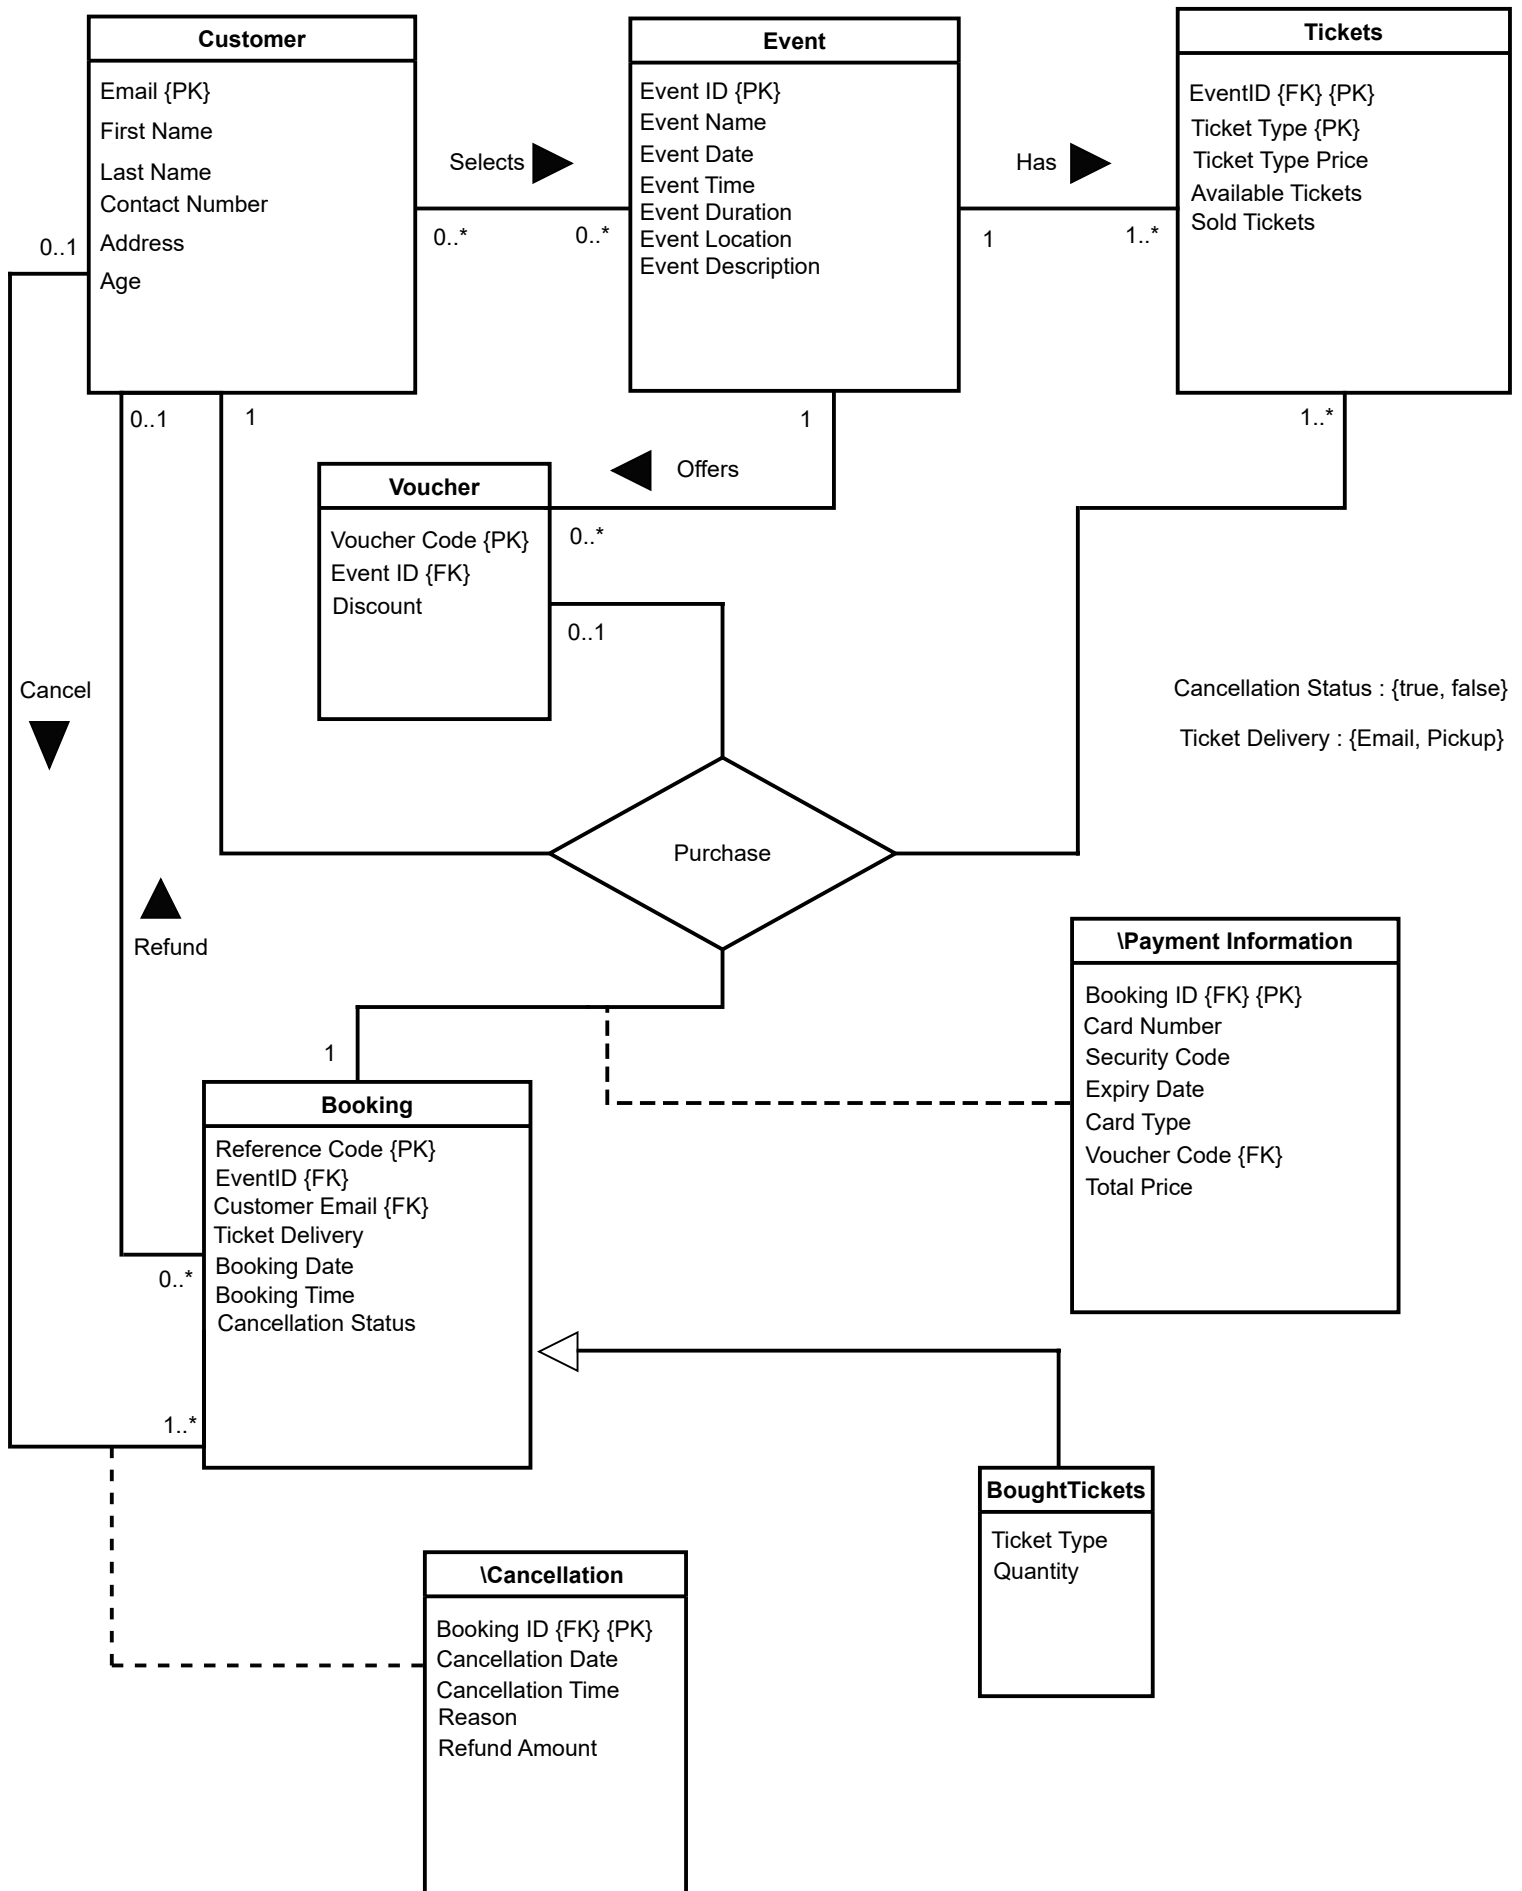 Customer
Email {PK}
First Name
Last Name
Contact Number
Address
Age
Selects
0..*
0..*
Event
Event ID {PK}
Event Name
Event Date
Event Time
Event Duration
Event Location
Event Description
Has
1
1..*
Tickets
EventID {FK} {PK}
Ticket Type {PK}
Ticket Type Price
Available Tickets
Sold Tickets
0..1
0..1
1
1
1..*
Offers
Voucher
Voucher Code {PK}
Event ID {FK}
Discount
0..*
0..1
Cancel
Cancellation Status : {true, false}
Ticket Delivery : {Email, Pickup}
Purchase
Refund
\Payment Information
Booking ID {FK} {PK}
Card Number
Security Code
Expiry Date
Card Type
Voucher Code {FK}
Total Price
1
Booking
Reference Code {PK}
EventID {FK}
Customer Email {FK}
Ticket Delivery
Booking Date
Booking Time
Cancellation Status
0..*
1..*
BoughtTickets
Ticket Type
Quantity
\Cancellation
Booking ID {FK} {PK}
Cancellation Date
Cancellation Time
Reason
Refund Amount